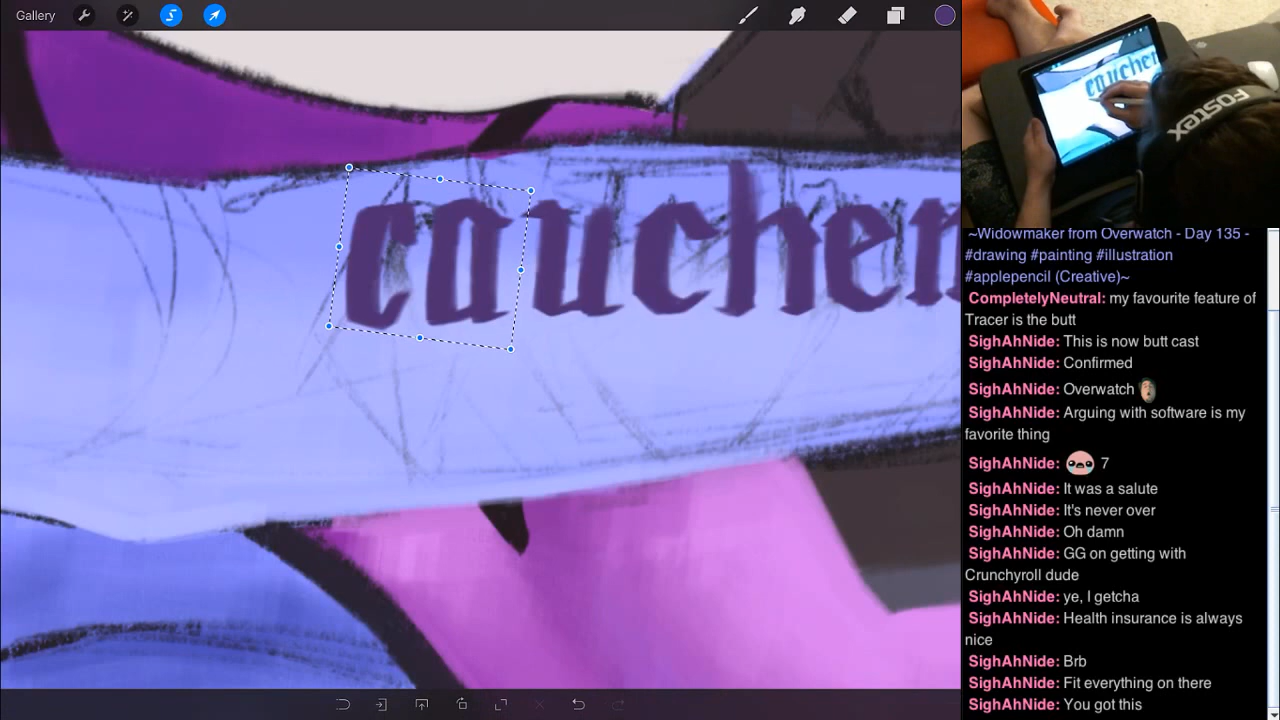 Gallery
caucher
caucher
FOSTEX
~Widowmaker from Overwatch - Day 135 -
#drawing #painting #illustration
#applepencil (Creative)~
CompletelyNeutral: my favourite feature of
Tracer is the butt
SighAhNide: This is now butt cast
SighAhNide: Confirmed
SighAhNide: Overwatch
SighAhNide: Arguing with software is my
favorite thing
SighAhNide: 7
SighAhNide: It was a salute
SighAhNide: It's never over
SighAhNide: Oh damn
SighAhNide: GG on getting with
Crunchyroll dude
SighAhNide: ye, I getcha
SighAhNide: Health insurance is always
nice
SighAhNide: Brb
SighAhNide: Fit everything on there
SighAhNide: You got this